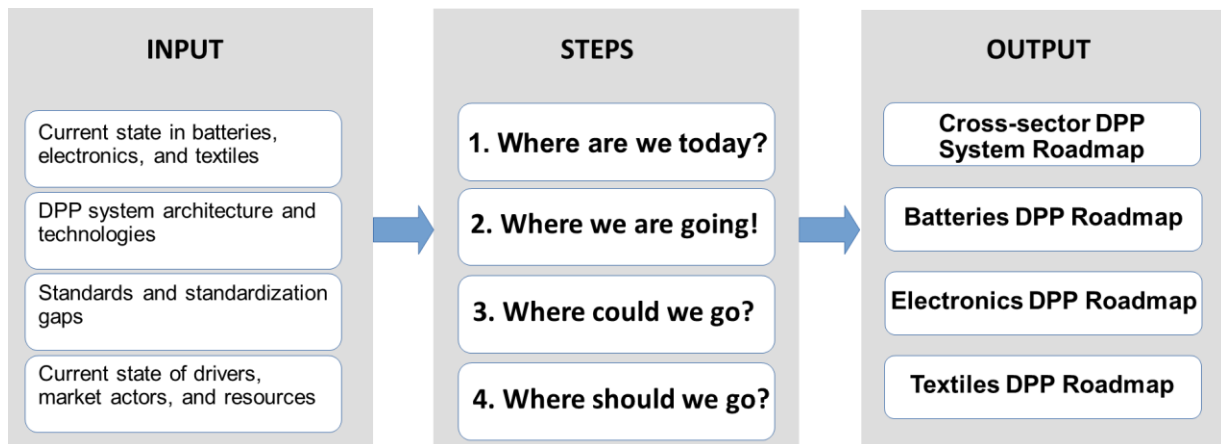 INPUT
Current state in batteries,
electronics, and textiles
DPP system architecture and
technologies
Standards and standardization
gaps
Current state of drivers,
market actors, and resources
STEPS
1. Where are we today?
2. Where we are going!
3. Where could we go?
4. Where should we go?
OUTPUT
Cross-sector DPP
System Roadmap
Batteries DPP Roadmap
Electronics DPP Roadmap
Textiles DPP Roadmap